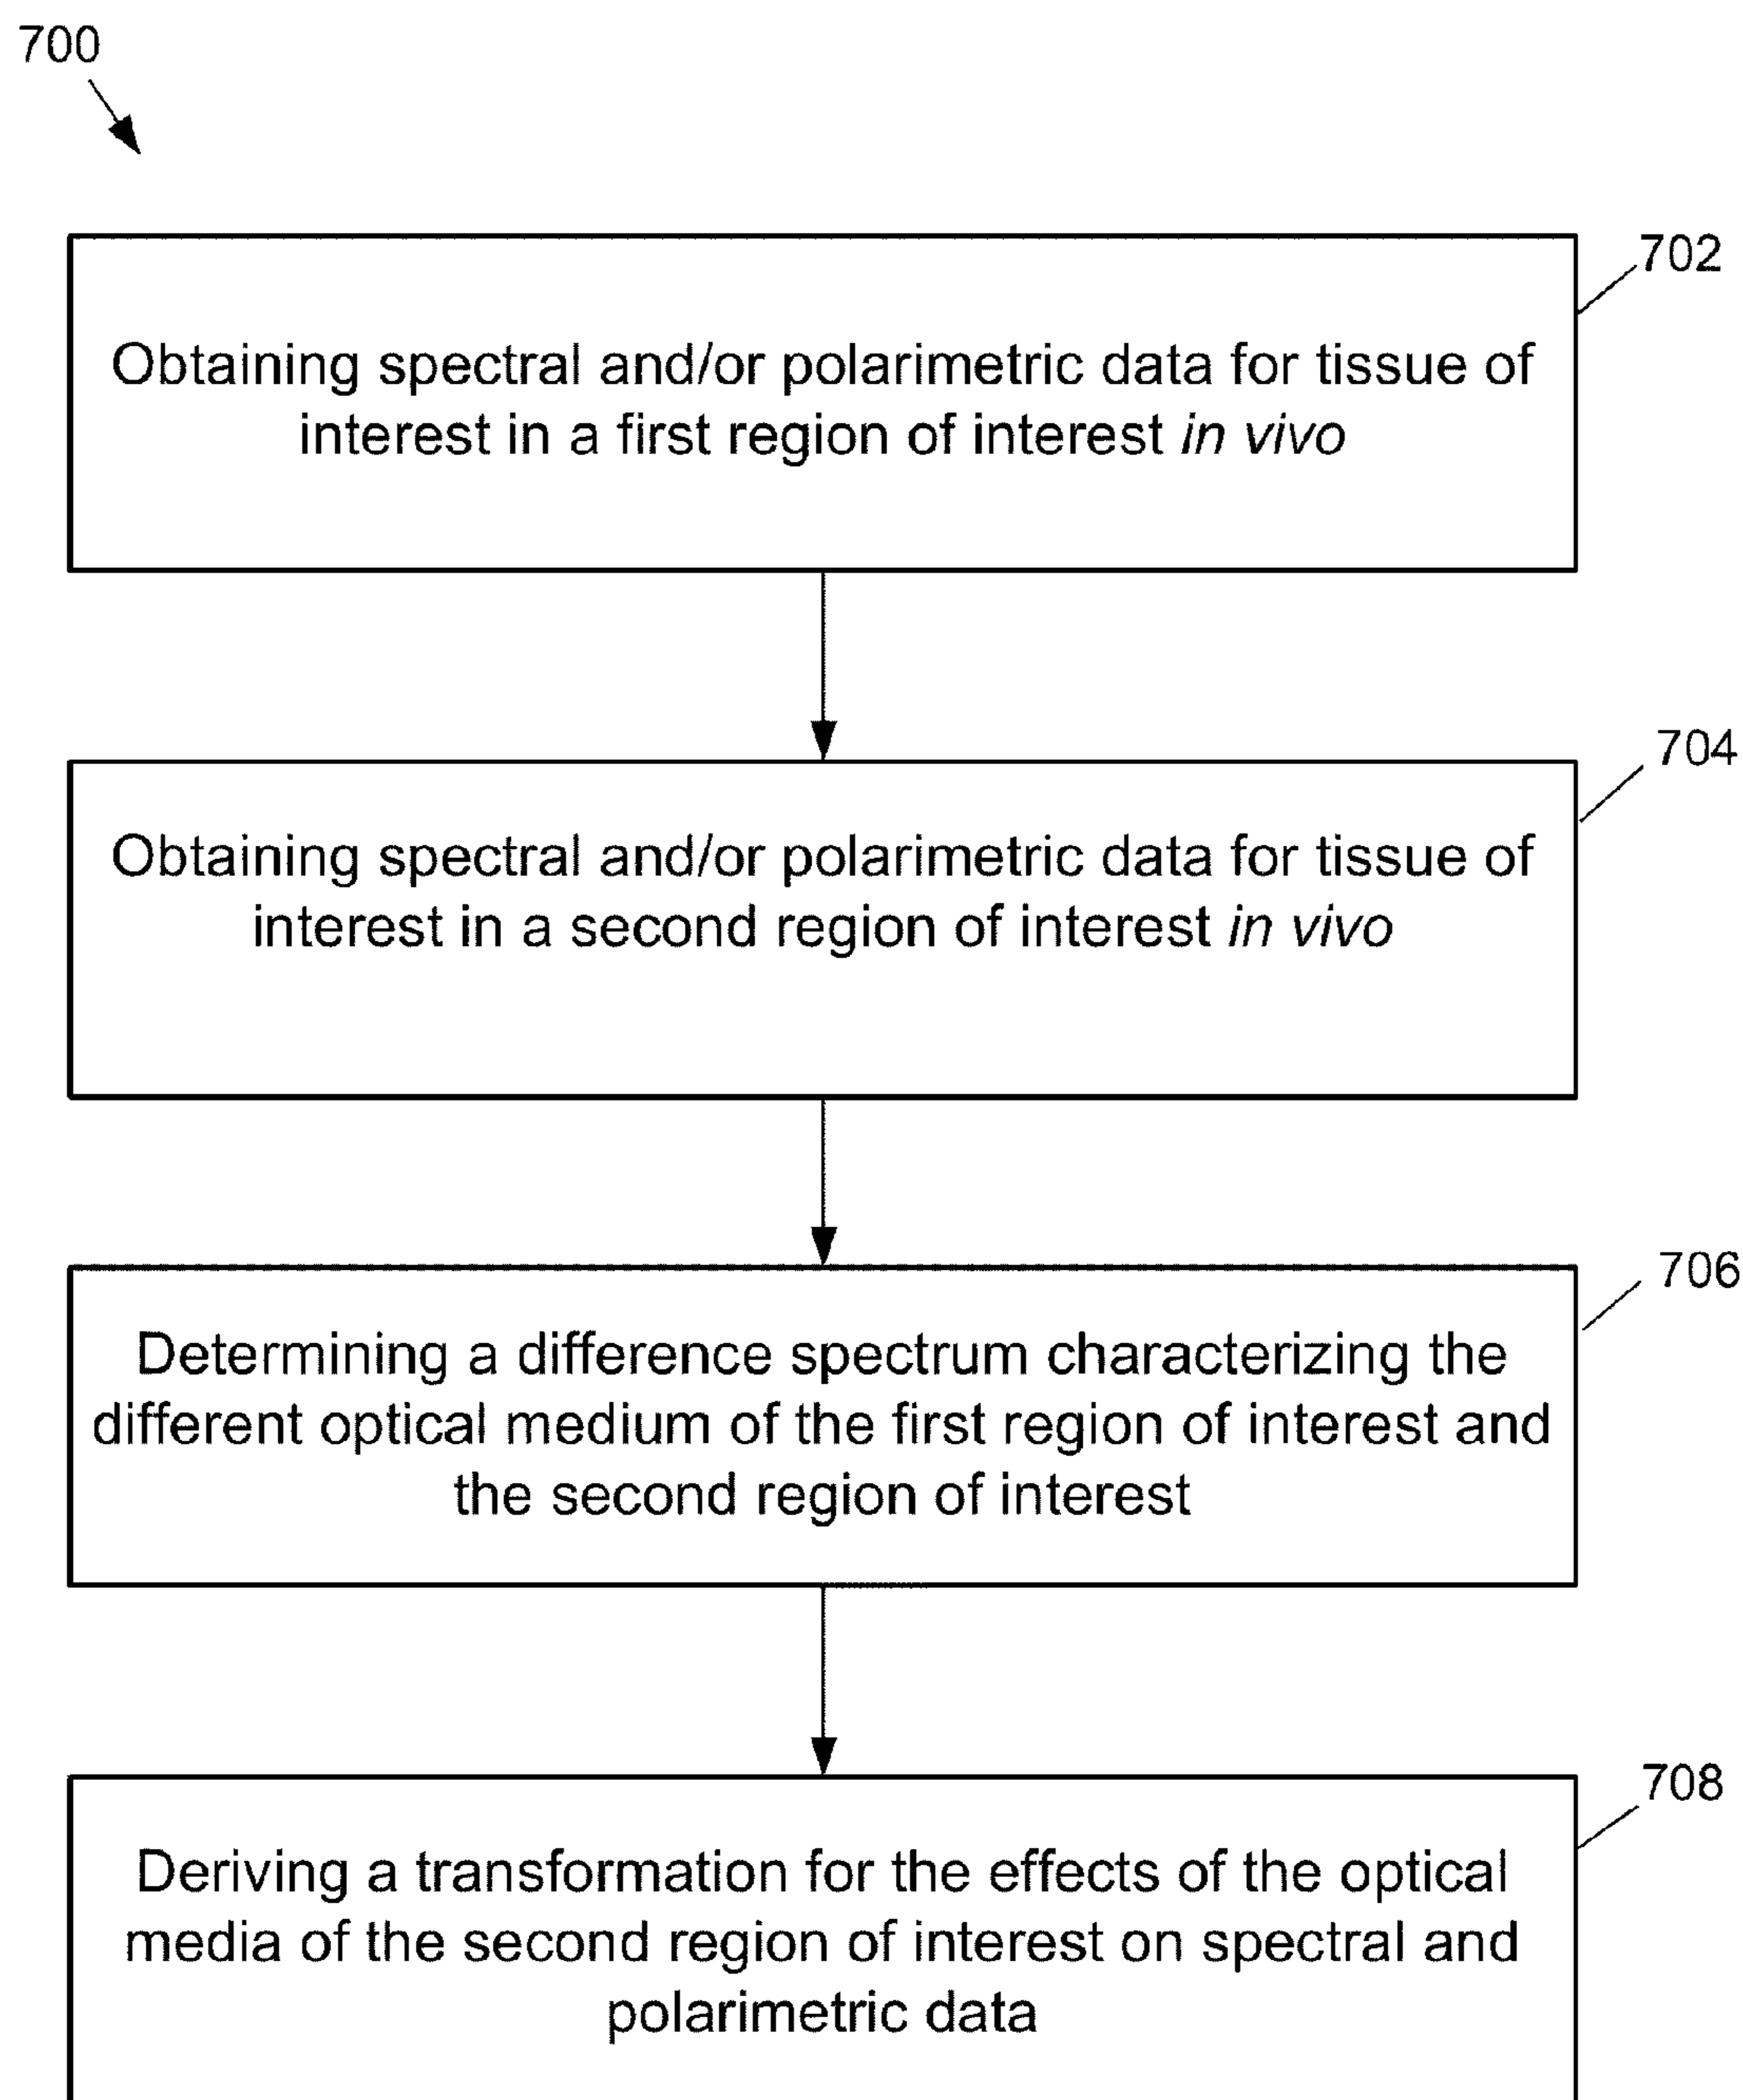 700
702
Obtaining spectral and/or polarimetric data for tissue of
interest in a first region of interest in vivo
704
Obtaining spectral and/or polarimetric data for tissue of
interest in a second region of interest in vivo
706
Determining a difference spectrum characterizing the
different optical medium of the first region of interest and
the second region of interest
708
Deriving a transformation for the effects of the optical
media of the second region of interest on spectral and
polarimetric data